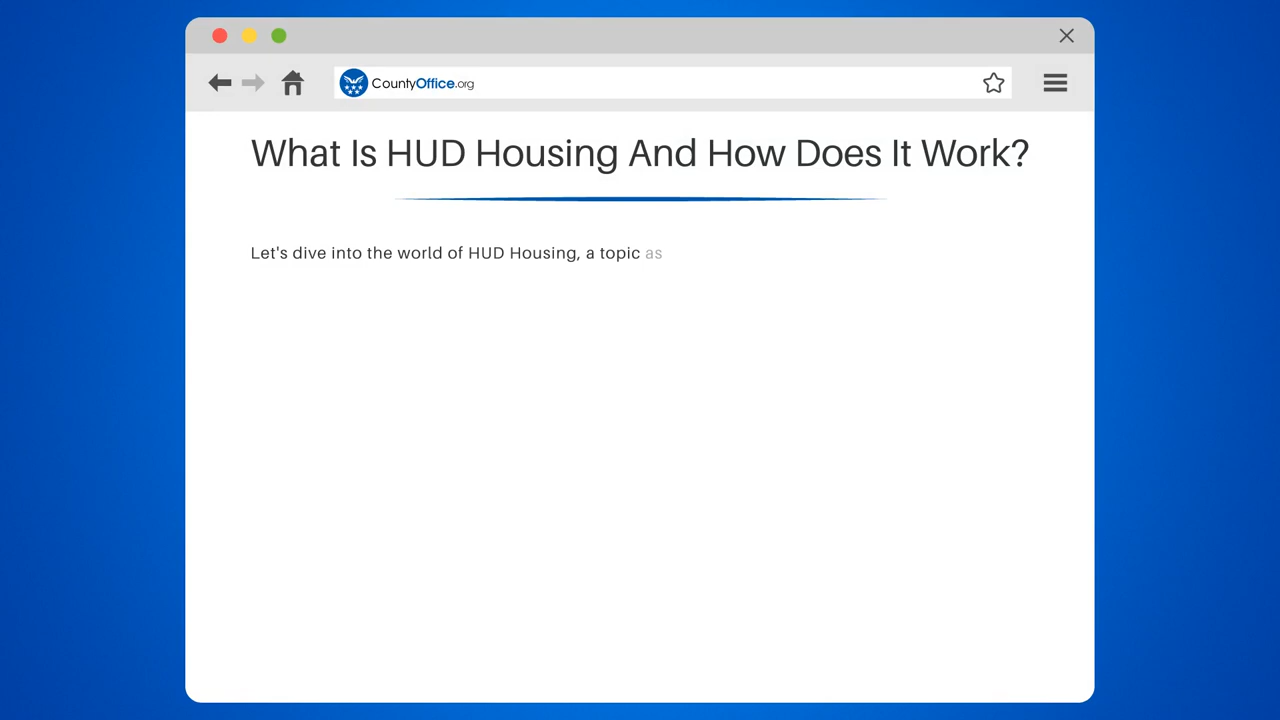 CountyOffice.org
What Is HUD Housing And How Does It Work?
Let's dive into the world of HUD Housing, a topic as